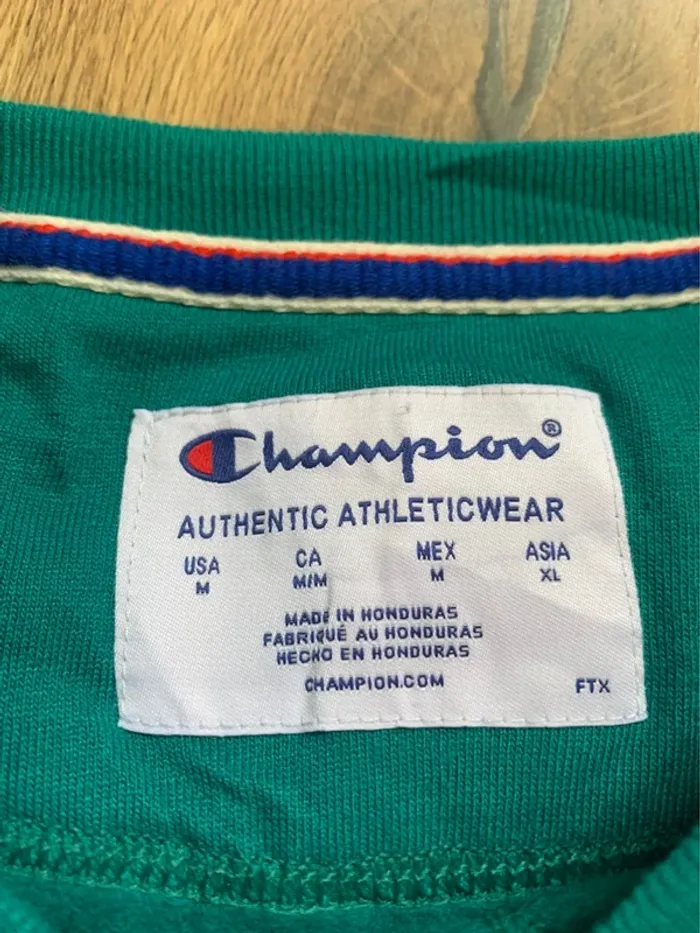 Champion®
AUTHENTIC ATHLETICWEAR
USA CA MEX ASIA
M M/M M XL
MADE IN HONDURAS
FABRIQUÉ AU HONDURAS
HECHO EN HONDURAS
CHAMPION.COM
FTX